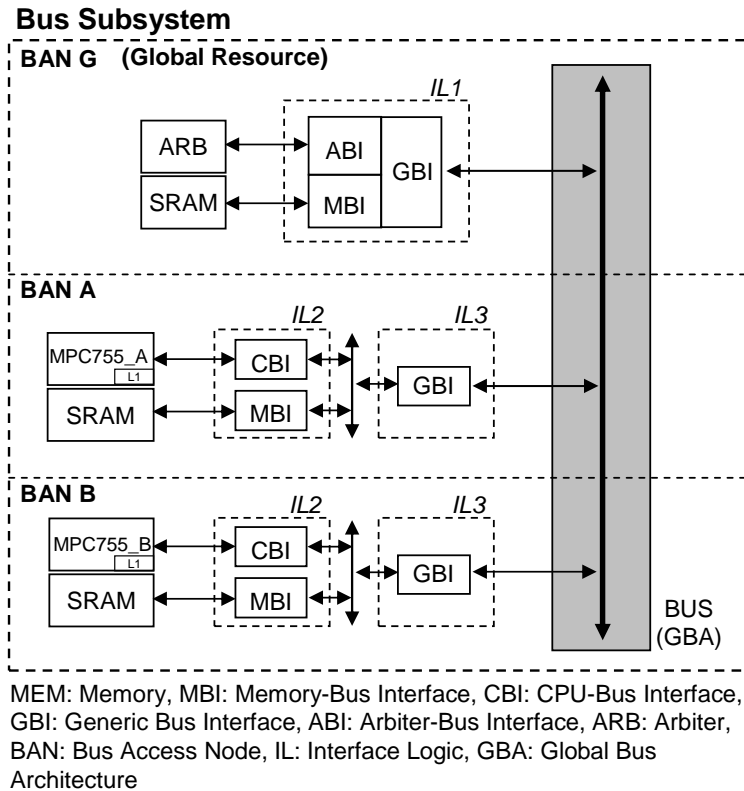 Bus Subsystem
BAN G (Global Resource)
IL1
ARB
ABI
GBI
SRAM
MBI
BAN A
IL2
IL3
MPC755_A
L1
CBI
GBI
SRAM
MBI
BAN B
IL2
IL3
MPC755_B
L1
CBI
GBI
SRAM
MBI
BUS
(GBA)
MEM: Memory, MBI: Memory-Bus Interface, CBI: CPU-Bus Interface,
GBI: Generic Bus Interface, ABI: Arbiter-Bus Interface, ARB: Arbiter,
BAN: Bus Access Node, IL: Interface Logic, GBA: Global Bus
Architecture